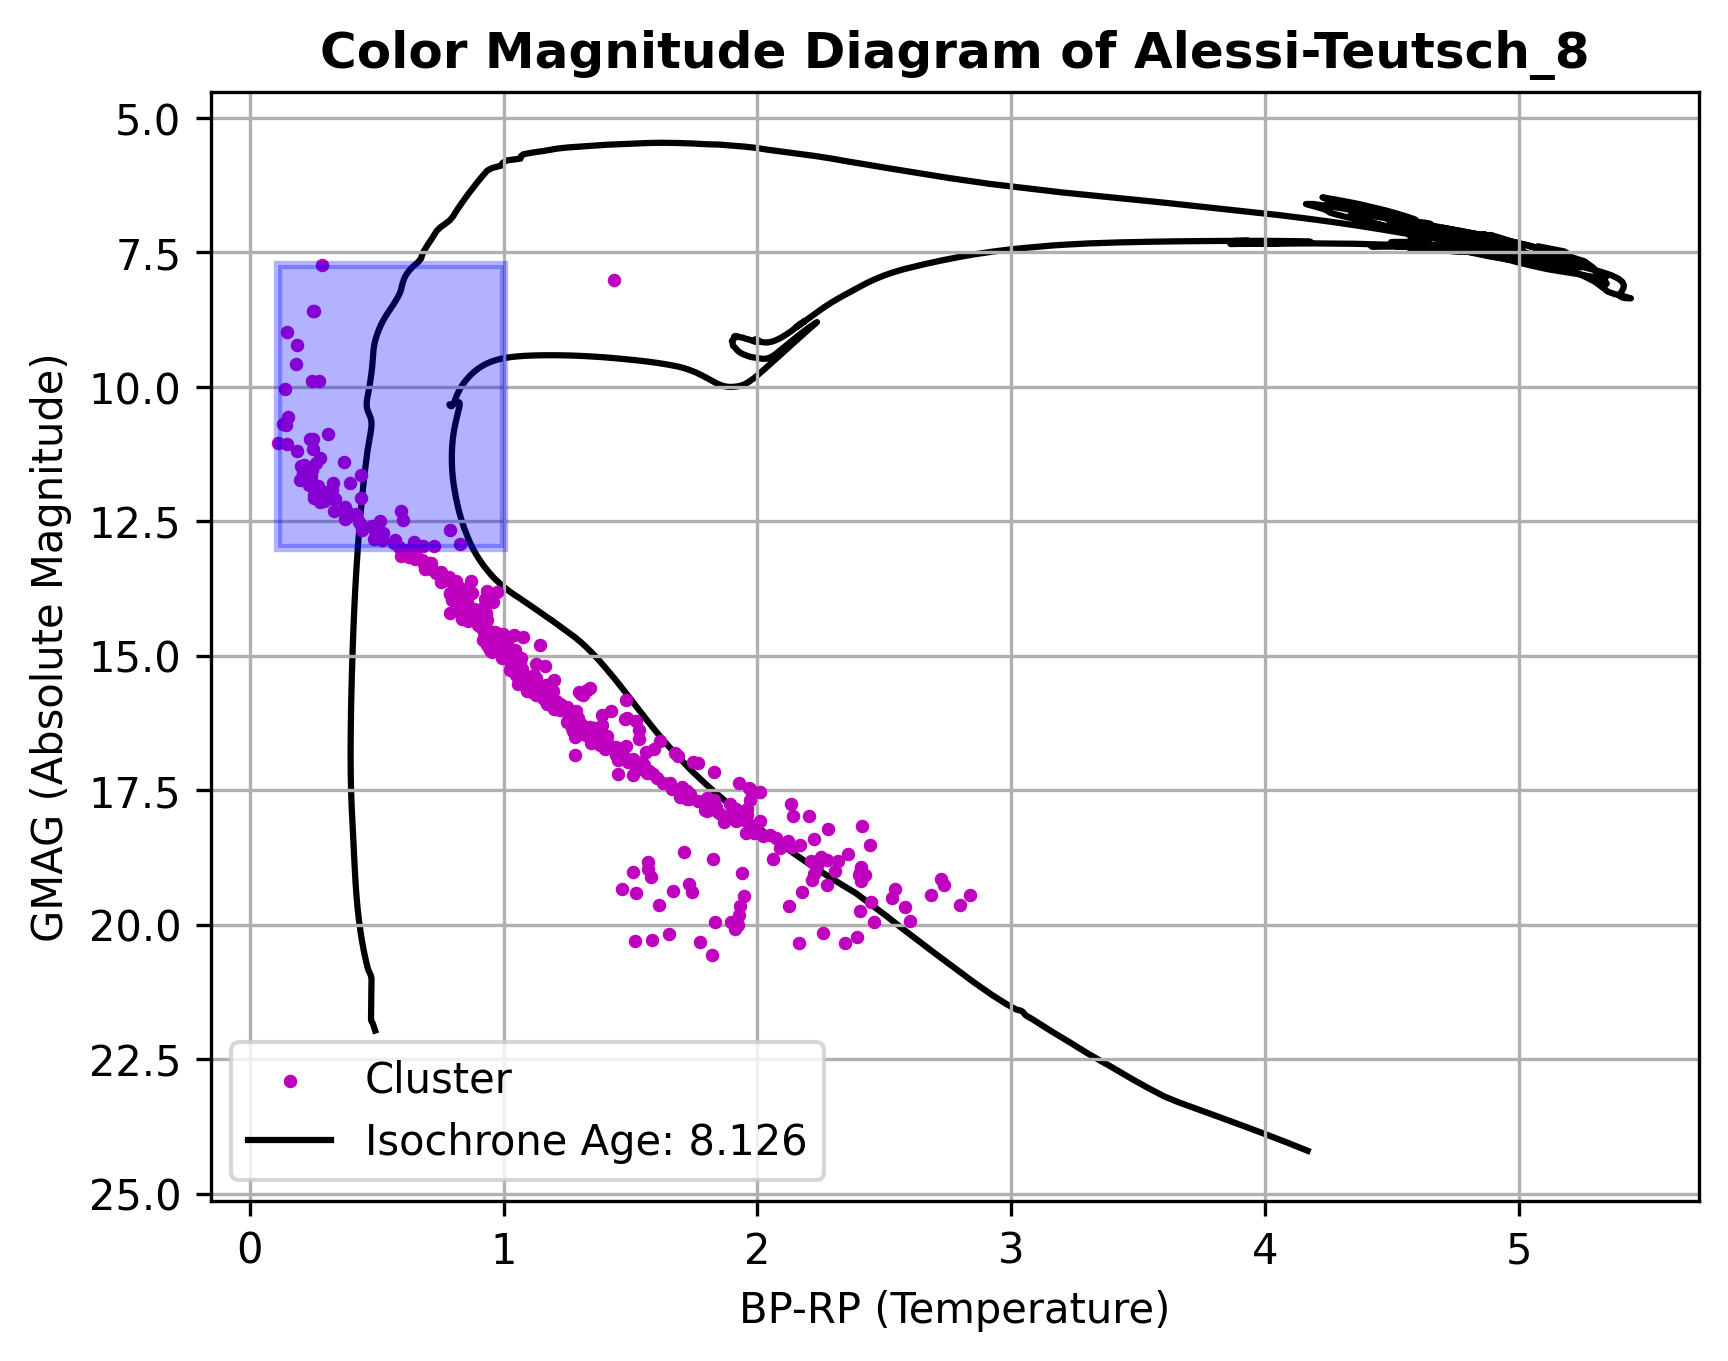 Color Magnitude Diagram of Alessi-Teutsch_8
GMAG (Absolute Magnitude)
5.0
7.5
10.0
12.5
15.0
17.5
20.0
22.5
25.0
Cluster
Isochrone Age: 8.126
0 1 2 3 4 5
BP-RP (Temperature)